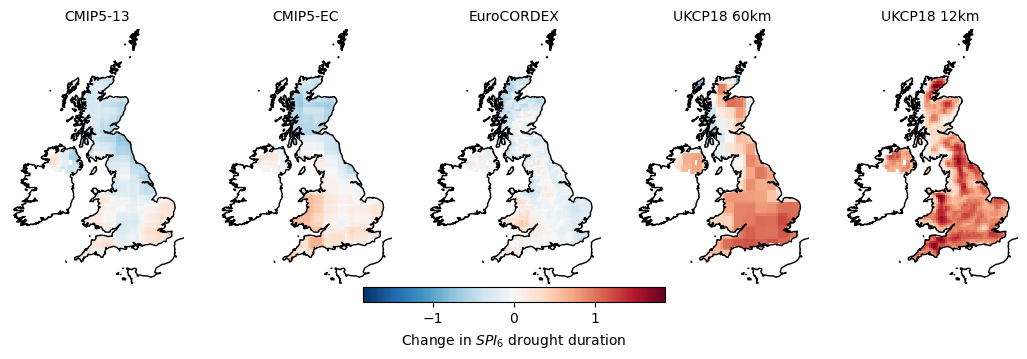 CMIP5-13 CMIP5-EC EuroCORDEX UKCP18 60km UKCP18 12km
−1 0 1
Change in SPI₆ drought duration